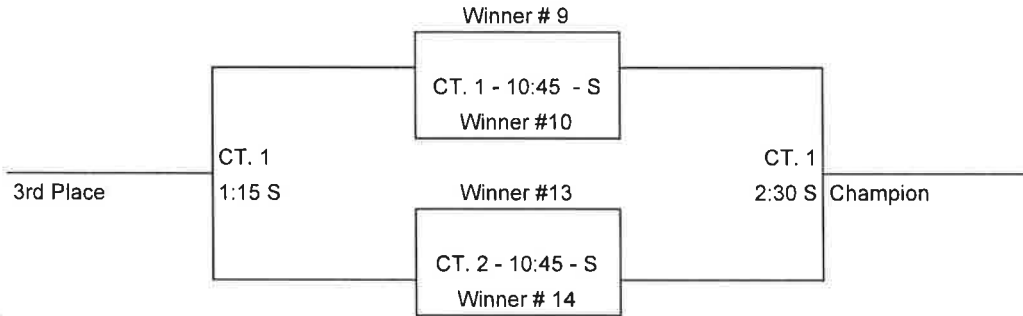 Winner # 9
CT. 1 - 10:45 - S
Winner #10
CT. 1
1:15 S
3rd Place
CT. 1
2:30 S
Champion
Winner #13
CT. 2 - 10:45 - S
Winner # 14